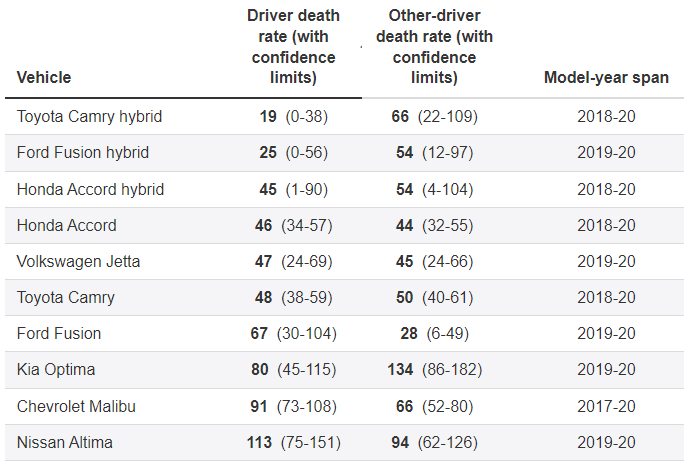 Driver death Other-driver
rate (with death rate (with
confidence confidence
Vehicle limits) limits) Model-year span
Toyota Camry hybrid 19 (0-38) 66 (22-109) 2018-20
Ford Fusion hybrid 25 (0-56) 54 (12-97) 2019-20
Honda Accord hybrid 45 (1-90) 54 (4-104) 2018-20
Honda Accord 46 (34-57) 44 (32-55) 2018-20
Volkswagen Jetta 47 (24-69) 45 (24-66) 2019-20
Toyota Camry 48 (38-59) 50 (40-61) 2018-20
Ford Fusion 67 (30-104) 28 (6-49) 2019-20
Kia Optima 80 (45-115) 134 (86-182) 2019-20
Chevrolet Malibu 91 (73-108) 66 (52-80) 2017-20
Nissan Altima 113 (75-151) 94 (62-126) 2019-20